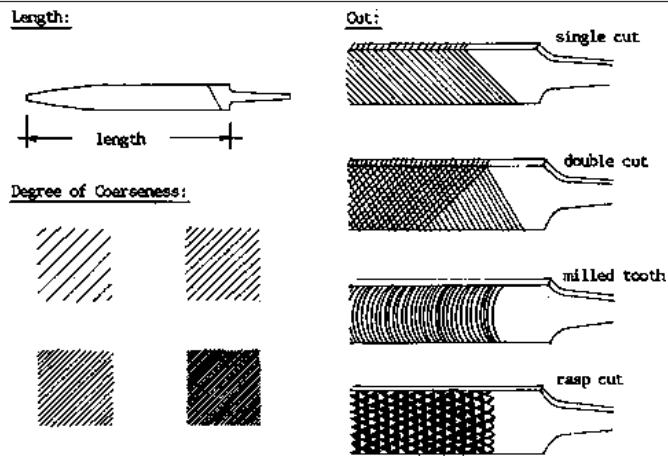 Length:
length
Degree of Coarseness:
Cut:
single cut
double cut
milled tooth
rasp cut